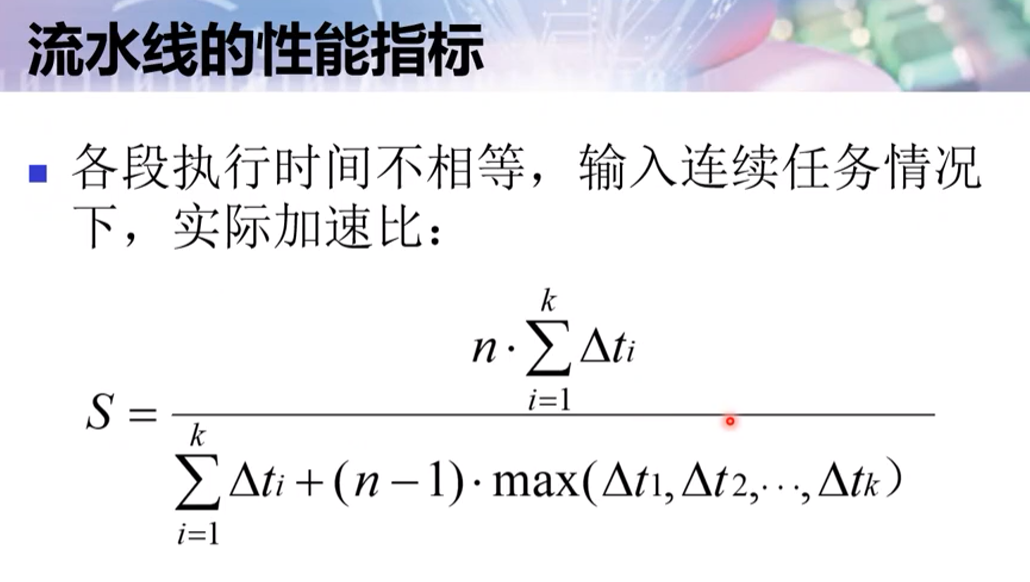 流水线的性能指标
各段执行时间不相等，输入连续任务情况
下，实际加速比：
S = \frac{n \cdot \sum_{i=1}^{k} \Delta t_i}{\sum_{i=1}^{k} \Delta t_i + (n-1) \cdot \max(\Delta t_1, \Delta t_2, \cdots, \Delta t_k)}